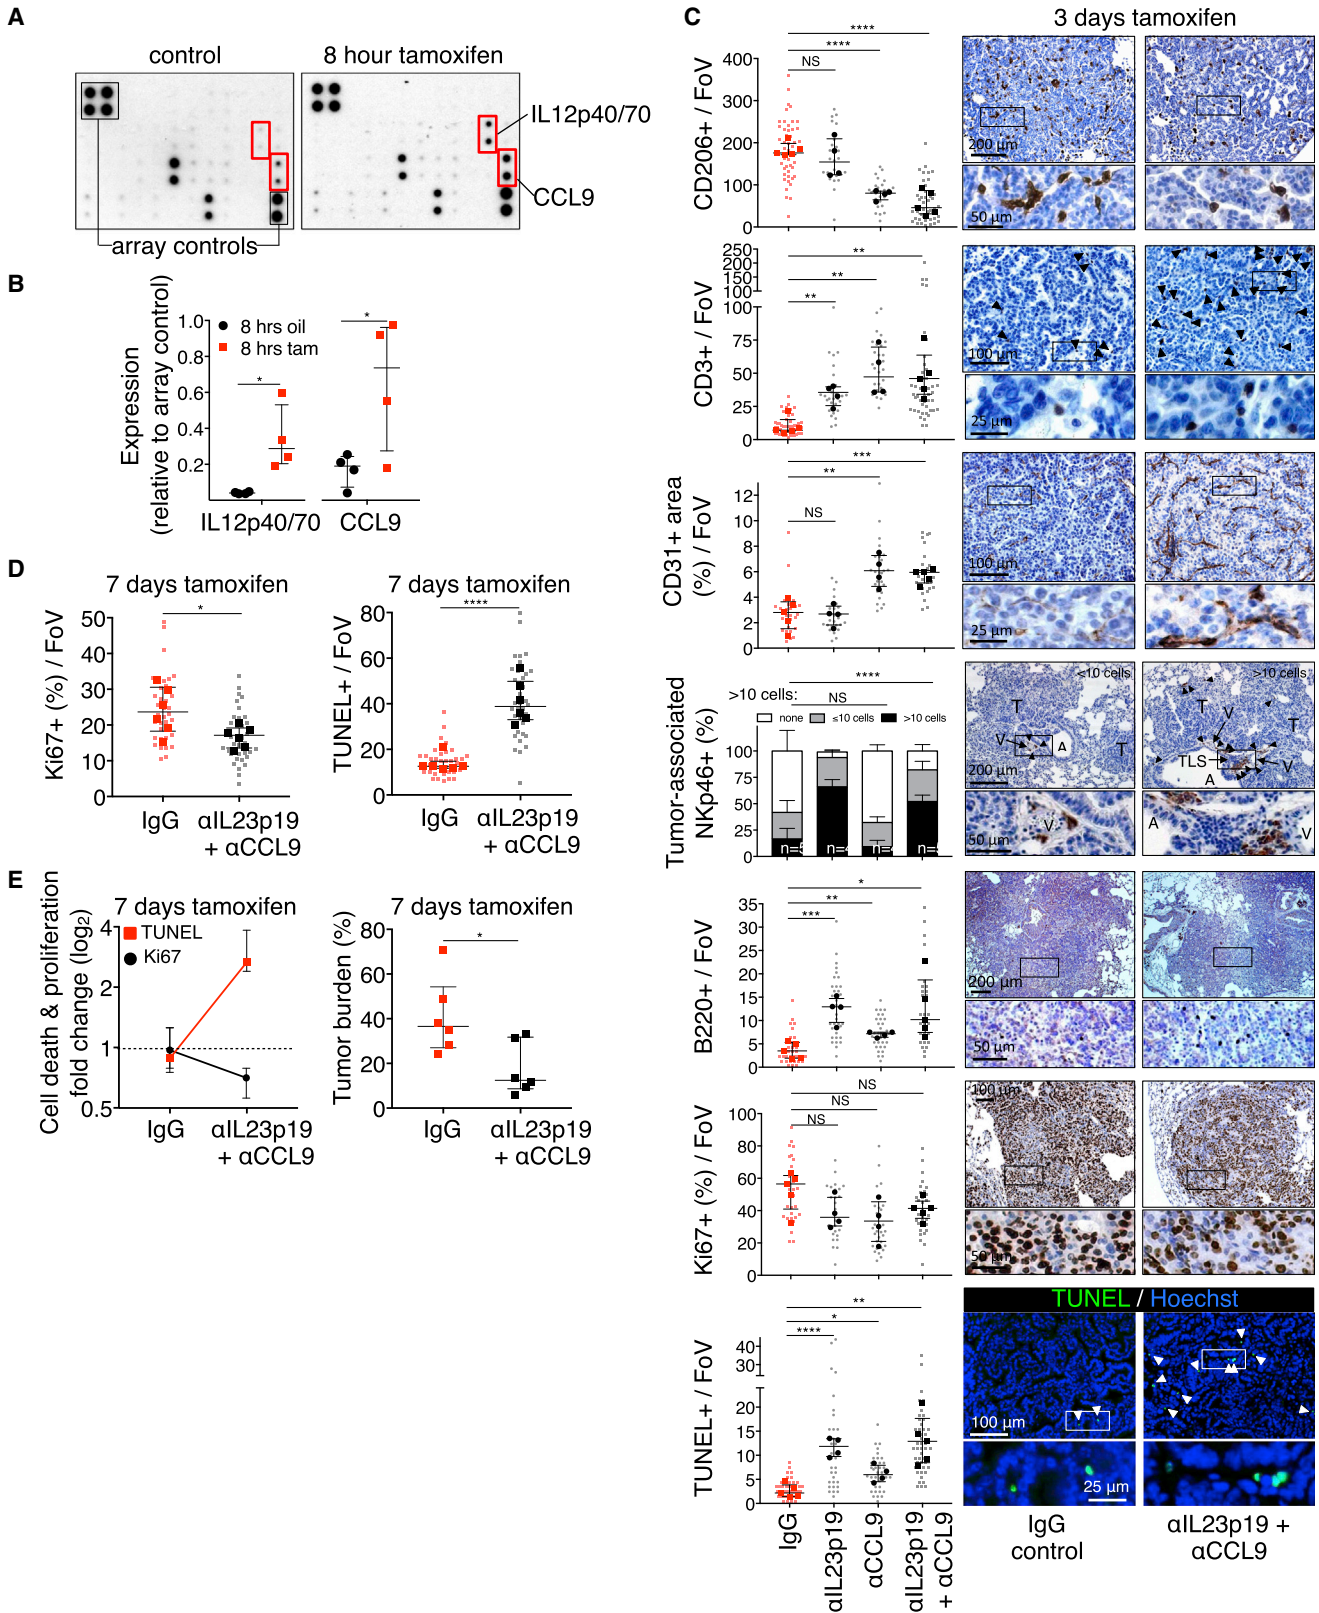 A
control
8 hour tamoxifen
IL12p40/70
CCL9
array controls
B
Expression
(relative to array control)
1.0
0.8
0.6
0.4
0.2
8 hrs oil
8 hrs tam
*
*
IL12p40/70
CCL9
C
3 days tamoxifen
CD206+ / FoV
400
300
200
100
0
NS
****
****
200 µm
50 µm
CD3+ / FoV
250
200
150
100
100
75
50
25
0
**
**
**
100 µm
25 µm
CD31+ area
(%) / FoV
12
10
8
6
4
2
0
NS
**
***
100 µm
25 µm
Tumor-associated
NKp46+ (%)
>10 cells:
NS
****
none
≤10 cells
>10 cells
100
75
50
25
0
n=5
n=4
<10 cells
T
V
A
T
200 µm
V
50 µm
>10 cells
T
V
T
TLS
V
A
A
V
B220+ / FoV
35
30
25
20
15
10
5
0
***
**
*
200 µm
50 µm
Ki67+ (%) / FoV
100
80
60
40
20
0
NS
NS
NS
100 µm
50 µm
TUNEL+ / FoV
40
30
20
15
10
5
0
****
*
**
TUNEL / Hoechst
100 µm
25 µm
IgG
αIL23p19
αCCL9
αIL23p19
+ αCCL9
IgG
control
αIL23p19 +
αCCL9
D
7 days tamoxifen
Ki67+ (%) / FoV
50
40
30
20
10
0
*
IgG
αIL23p19
+ αCCL9
7 days tamoxifen
TUNEL+ / FoV
80
60
40
20
0
****
IgG
αIL23p19
+ αCCL9
E
7 days tamoxifen
Cell death & proliferation
fold change (log2)
4
2
1
0.5
TUNEL
Ki67
IgG
αIL23p19
+ αCCL9
7 days tamoxifen
Tumor burden (%)
80
60
40
20
0
*
IgG
αIL23p19
+ αCCL9